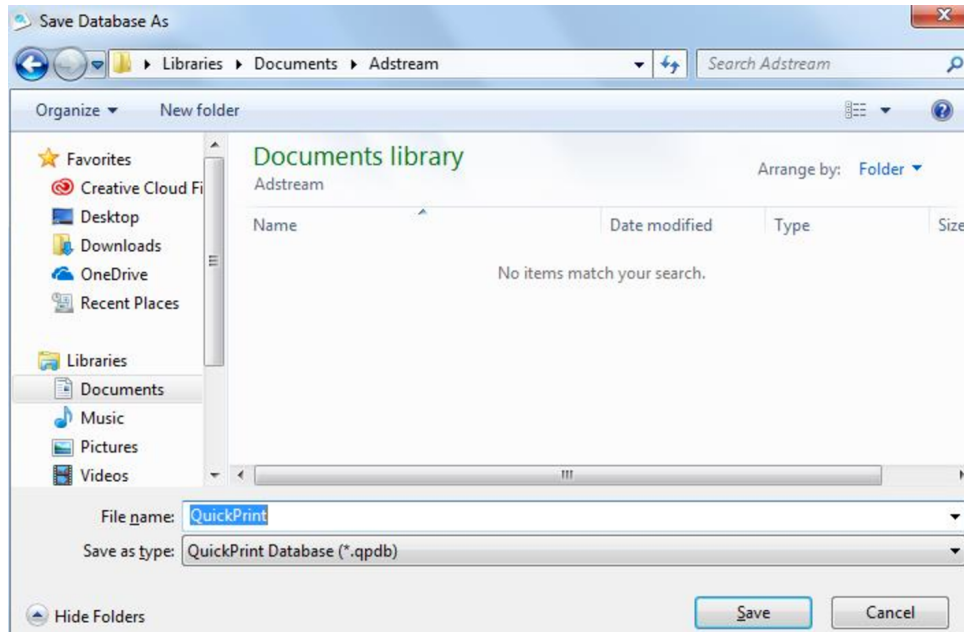 Save Database As
Libraries Documents Adstream
Search Adstream
Organize
New folder
Favorites
Creative Cloud Fi
Desktop
Downloads
OneDrive
Recent Places
Libraries
Documents
Music
Pictures
Videos
Documents library
Adstream
Arrange by: Folder
Name Date modified Type Size
No items match your search.
File name: QuickPrint
Save as type: QuickPrint Database (*.qpdb)
Hide Folders
Save
Cancel